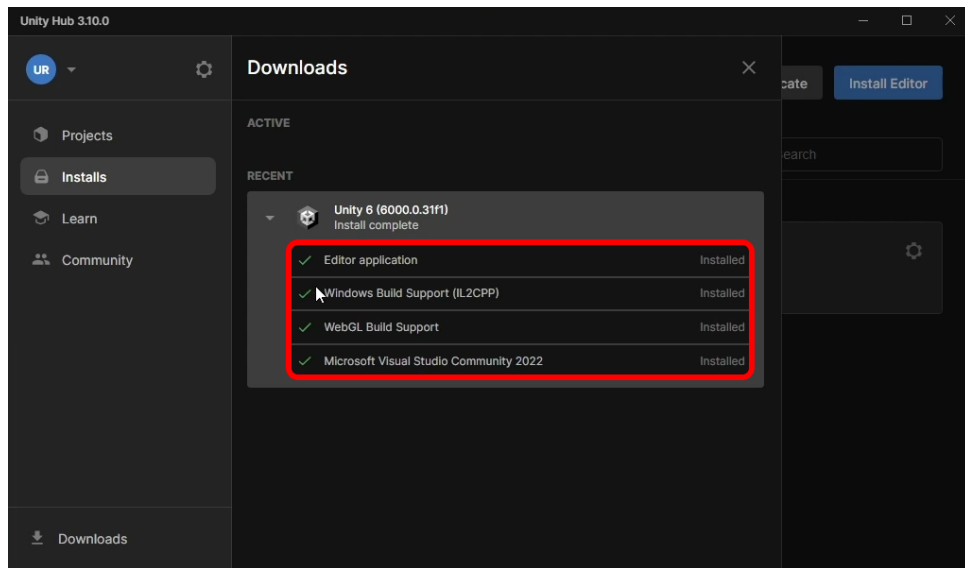 Unity Hub 3.10.0
UR
Downloads
cate
Install Editor
Projects
Installs
Learn
Community
ACTIVE
earch
RECENT
Unity 6 (6000.0.31f1)
Install complete
Editor application Installed
Windows Build Support (IL2CPP) Installed
WebGL Build Support Installed
Microsoft Visual Studio Community 2022 Installed
Downloads